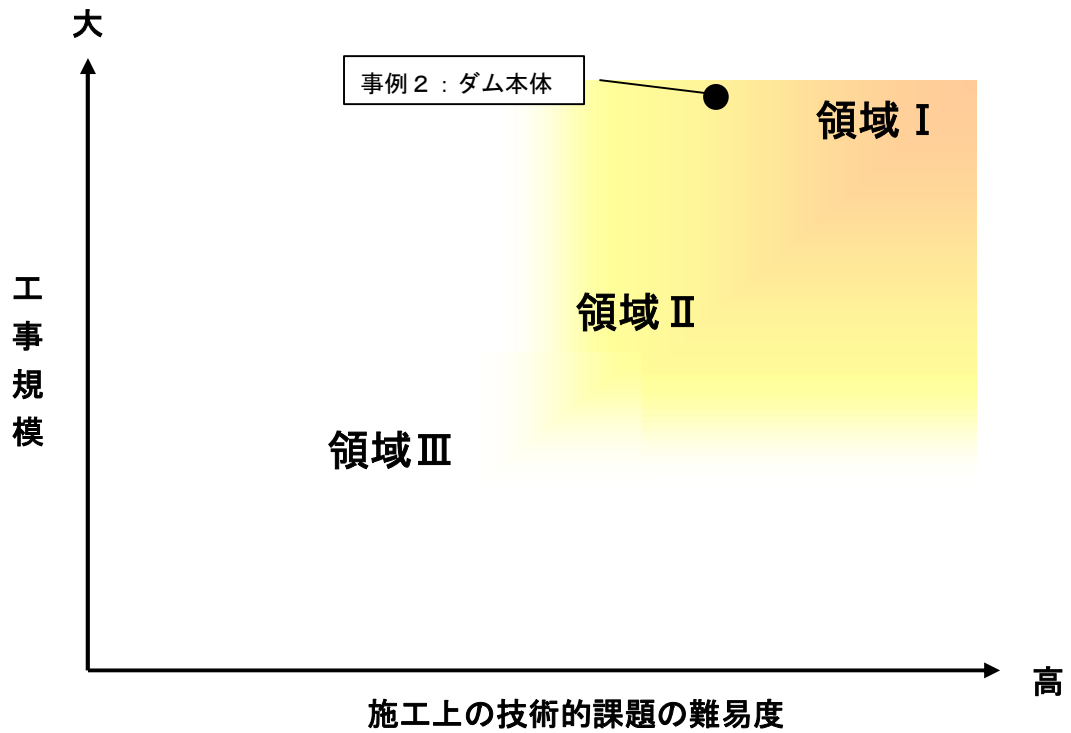 大
事例２：ダム本体
領域Ⅰ
領域Ⅱ
領域Ⅲ
工事規模
高
施工上の技術的課題の難易度